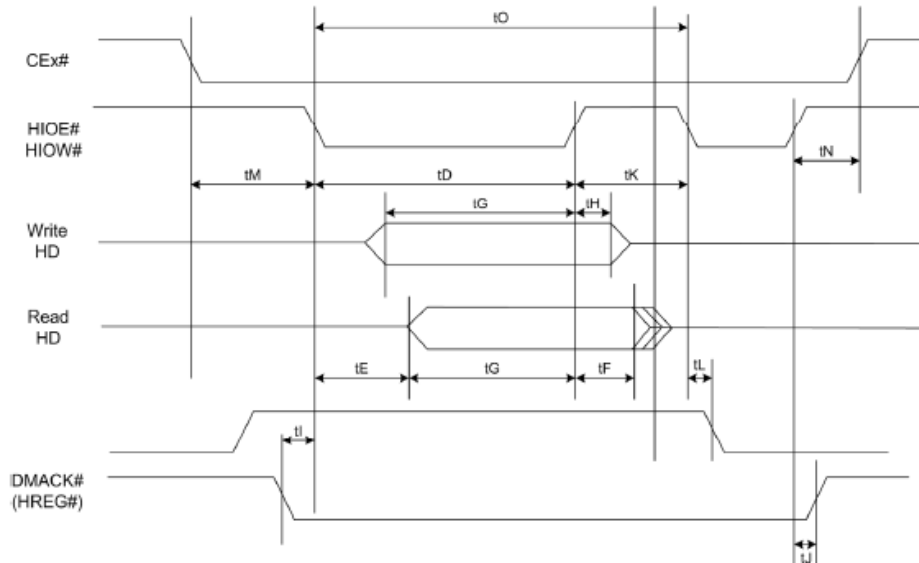 tO
CEx#
HIOE#
HIOW#
tN
tM
tD
tK
tG
tH
Write
HD
Read
HD
tE
tG
tF
tL
tI
DMACK#
(HREG#)
tJ